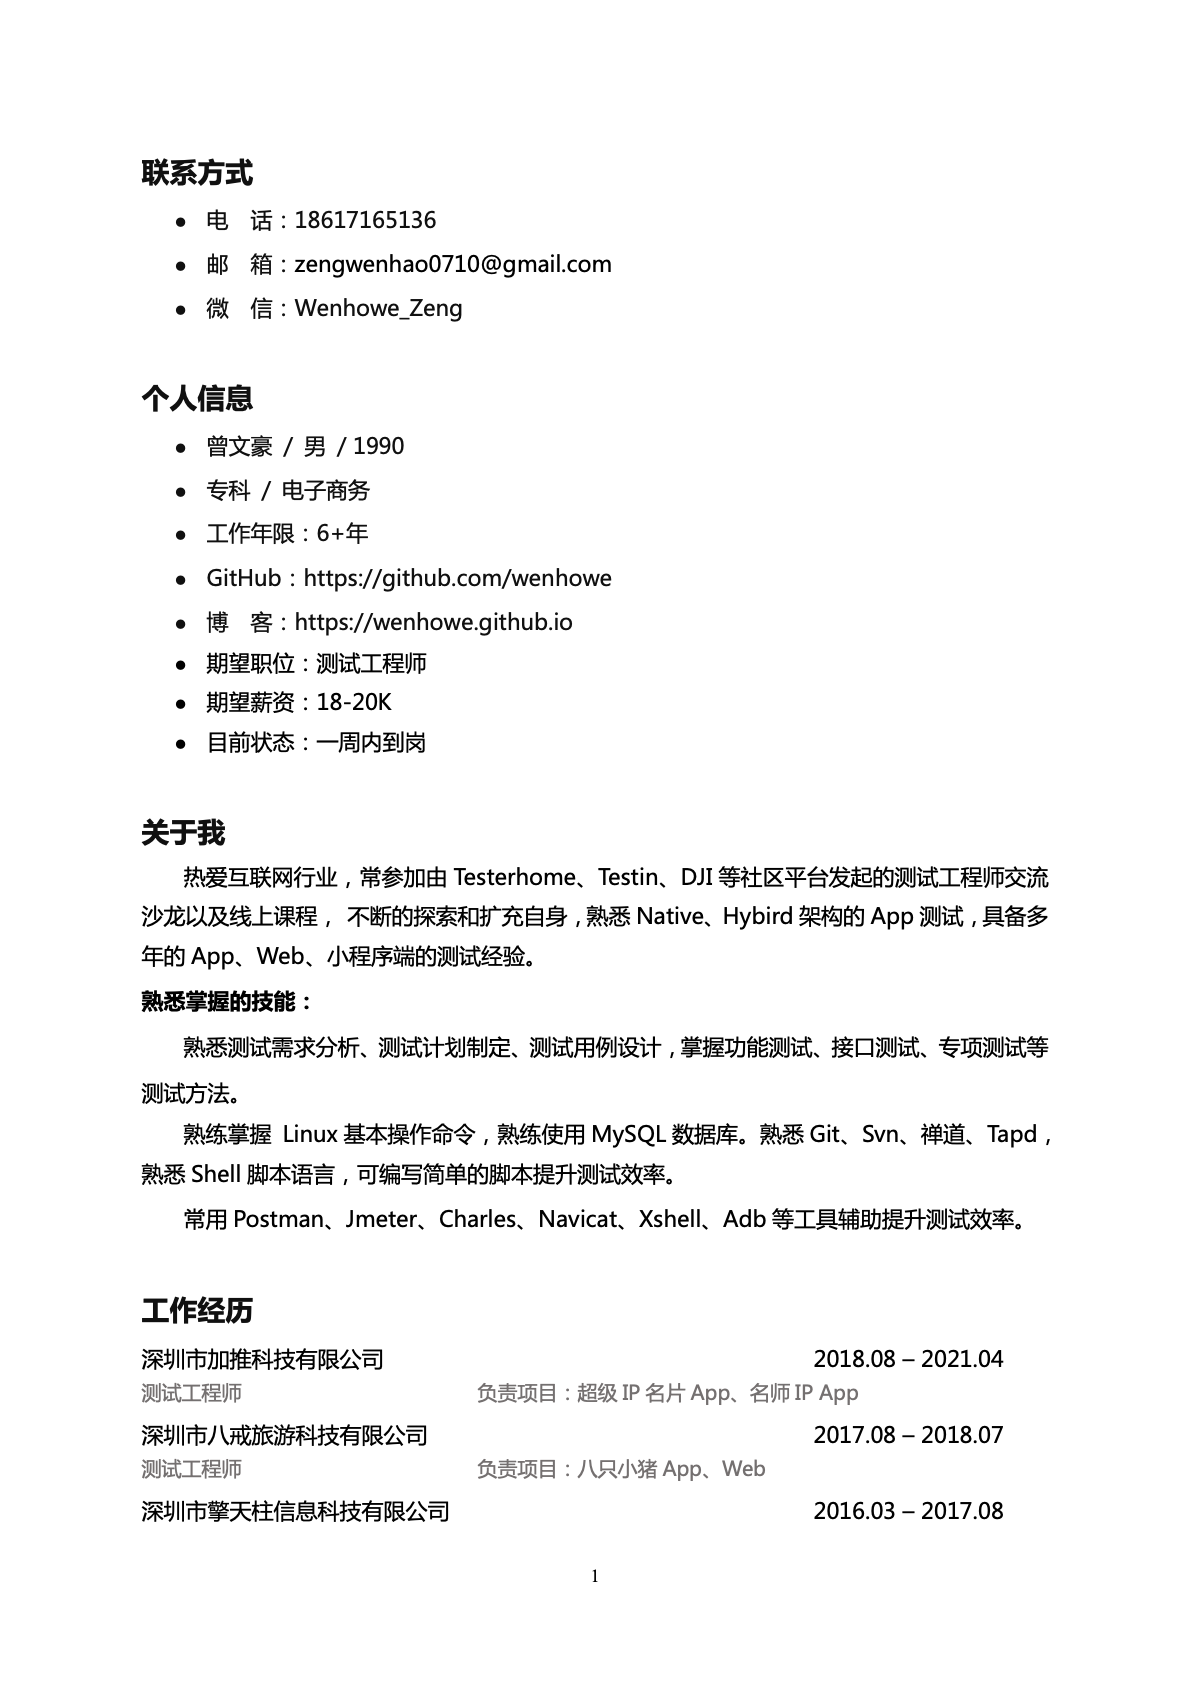 联系方式
● 电　话：18617165136
● 邮　箱：zengwenhao0710@gmail.com
● 微　信：Wenhowe_Zeng
个人信息
● 曾文豪 / 男 / 1990
● 专科 / 电子商务
● 工作年限：6+年
● GitHub：https://github.com/wenhowe
● 博　客：https://wenhowe.github.io
● 期望职位：测试工程师
● 期望薪资：18-20K
● 目前状态：一周内到岗
关于我
热爱互联网行业，常参加由 Testerhome、Testin、DJI 等社区平台发起的测试工程师交流
沙龙以及线上课程， 不断的探索和扩充自身，熟悉 Native、Hybird 架构的 App 测试，具备多
年的 App、Web、小程序端的测试经验。
熟悉掌握的技能：
熟悉测试需求分析、测试计划制定、测试用例设计，掌握功能测试、接口测试、专项测试等
测试方法。
熟练掌握 Linux 基本操作命令，熟练使用 MySQL 数据库。熟悉 Git、Svn、禅道、Tapd，
熟悉 Shell 脚本语言，可编写简单的脚本提升测试效率。
常用 Postman、Jmeter、Charles、Navicat、Xshell、Adb 等工具辅助提升测试效率。
工作经历
深圳市加推科技有限公司 2018.08 – 2021.04
测试工程师 负责项目：超级 IP 名片 App、名师 IP App
深圳市八戒旅游科技有限公司 2017.08 – 2018.07
测试工程师 负责项目：八只小猪 App、Web
深圳市擎天柱信息科技有限公司 2016.03 – 2017.08
1